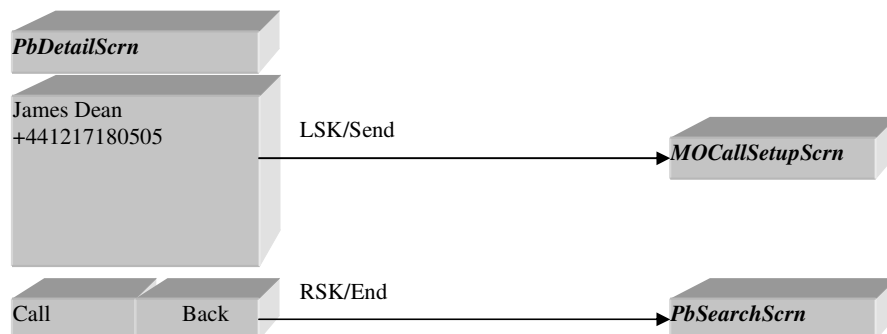 PbDetailScrn
James Dean
+441217180505
LSK/Send
MOCallSetupScrn
RSK/End
Call
Back
PbSearchScrn